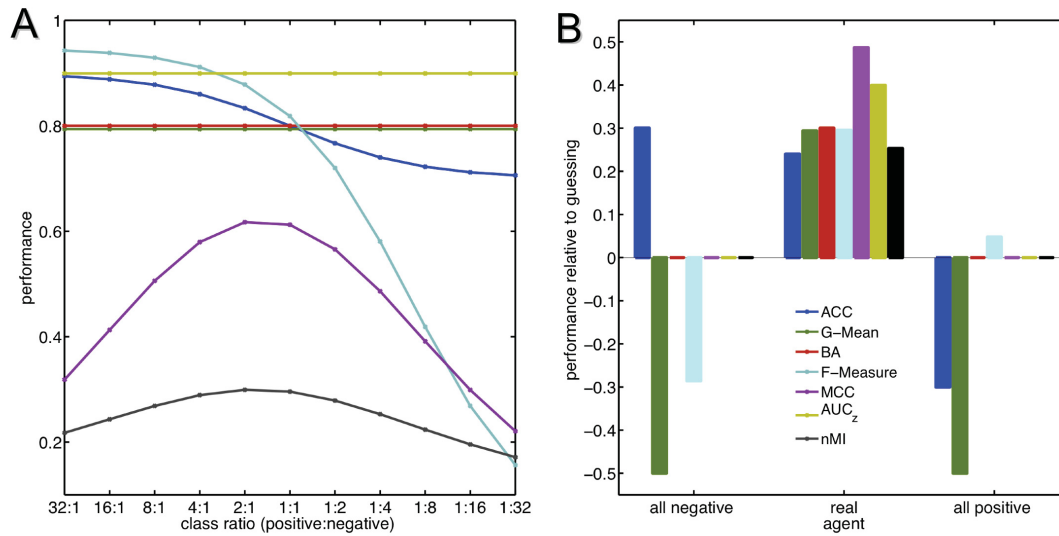 A
performance
1
0.8
0.6
0.4
0.2
32:1 16:1 8:1 4:1 2:1 1:1 1:2 1:4 1:8 1:16 1:32
class ratio (positive:negative)
B
performance relative to guessing
0.5
0.4
0.3
0.2
0.1
0
−0.1
−0.2
−0.3
−0.4
−0.5
ACC
G−Mean
BA
F−Measure
MCC
AUCz
nMI
all negative
real
agent
all positive